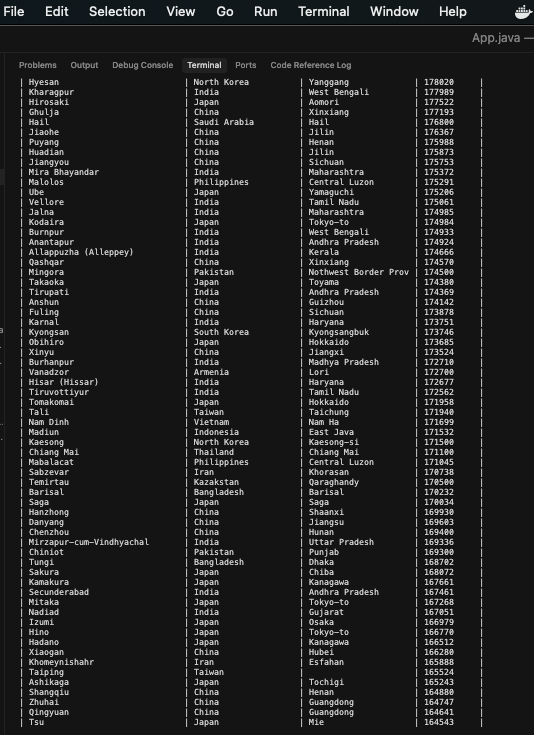 File Edit Selection View Go Run Terminal Window Help
App.java —
Problems Output Debug Console Terminal Ports Code Reference Log
| Hyesan | North Korea | Yanggang | 178020 |
| Kharagpur | India | West Bengali | 177989 |
| Hirosaki | Japan | Aomori | 177522 |
| Ghulja | China | Xinxiang | 177193 |
| Hail | Saudi Arabia | Hail | 176800 |
| Jiaohe | China | Jilin | 176367 |
| Puyang | China | Henan | 175988 |
| Huadian | China | Jilin | 175873 |
| Jiangyou | China | Sichuan | 175753 |
| Mira Bhayandar | India | Maharashtra | 175372 |
| Malolos | Philippines | Central Luzon | 175291 |
| Ube | Japan | Yamaguchi | 175206 |
| Vellore | India | Tamil Nadu | 175061 |
| Jalna | India | Maharashtra | 174985 |
| Kodaira | Japan | Tokyo-to | 174984 |
| Burnpur | India | West Bengali | 174933 |
| Anantapur | India | Andhra Pradesh | 174924 |
| Allappuzha (Alleppey) | India | Kerala | 174666 |
| Qashqar | China | Xinxiang | 174570 |
| Mingora | Pakistan | Nothwest Border Prov | 174500 |
| Takaoka | Japan | Toyama | 174380 |
| Tirupati | India | Andhra Pradesh | 174369 |
| Anshun | China | Guizhou | 174142 |
| Fuling | China | Sichuan | 173878 |
| Karnal | India | Haryana | 173751 |
| Kyongsan | South Korea | Kyongsangbuk | 173746 |
| Obihiro | Japan | Hokkaido | 173685 |
| Xinyu | China | Jiangxi | 173524 |
| Burhanpur | India | Madhya Pradesh | 172710 |
| Vanadzor | Armenia | Lori | 172700 |
| Hisar (Hissar) | India | Haryana | 172677 |
| Tiruvottiyur | India | Tamil Nadu | 172562 |
| Tomakomai | Japan | Hokkaido | 171958 |
| Tali | Taiwan | Taichung | 171940 |
| Nam Dinh | Vietnam | Nam Ha | 171699 |
| Madiun | Indonesia | East Java | 171532 |
| Kaesong | North Korea | Kaesong-si | 171500 |
| Chiang Mai | Thailand | Chiang Mai | 171100 |
| Mabalacat | Philippines | Central Luzon | 171045 |
| Sabzevar | Iran | Khorasan | 170738 |
| Temirtau | Kazakstan | Qaraghandy | 170500 |
| Barisal | Bangladesh | Barisal | 170232 |
| Saga | Japan | Saga | 170034 |
| Hanzhong | China | Shaanxi | 169930 |
| Danyang | China | Jiangsu | 169603 |
| Chenzhou | China | Hunan | 169400 |
| Mirzapur-cum-Vindhyachal | India | Uttar Pradesh | 169336 |
| Chiniot | Pakistan | Punjab | 169300 |
| Tungi | Bangladesh | Dhaka | 168702 |
| Sakura | Japan | Chiba | 168072 |
| Kamakura | Japan | Kanagawa | 167661 |
| Secunderabad | India | Andhra Pradesh | 167461 |
| Mitaka | Japan | Tokyo-to | 167268 |
| Nadiad | India | Gujarat | 167051 |
| Izumi | Japan | Osaka | 166979 |
| Hino | Japan | Tokyo-to | 166770 |
| Hadano | Japan | Kanagawa | 166512 |
| Xiaogan | China | Hubei | 166280 |
| Khomeynishahr | Iran | Esfahan | 165888 |
| Taiping | Taiwan | | 165524 |
| Ashikaga | Japan | Tochigi | 165243 |
| Shangqiu | China | Henan | 164880 |
| Zhuhai | China | Guangdong | 164747 |
| Qingyuan | China | Guangdong | 164641 |
| Tsu | Japan | Mie | 164543 |